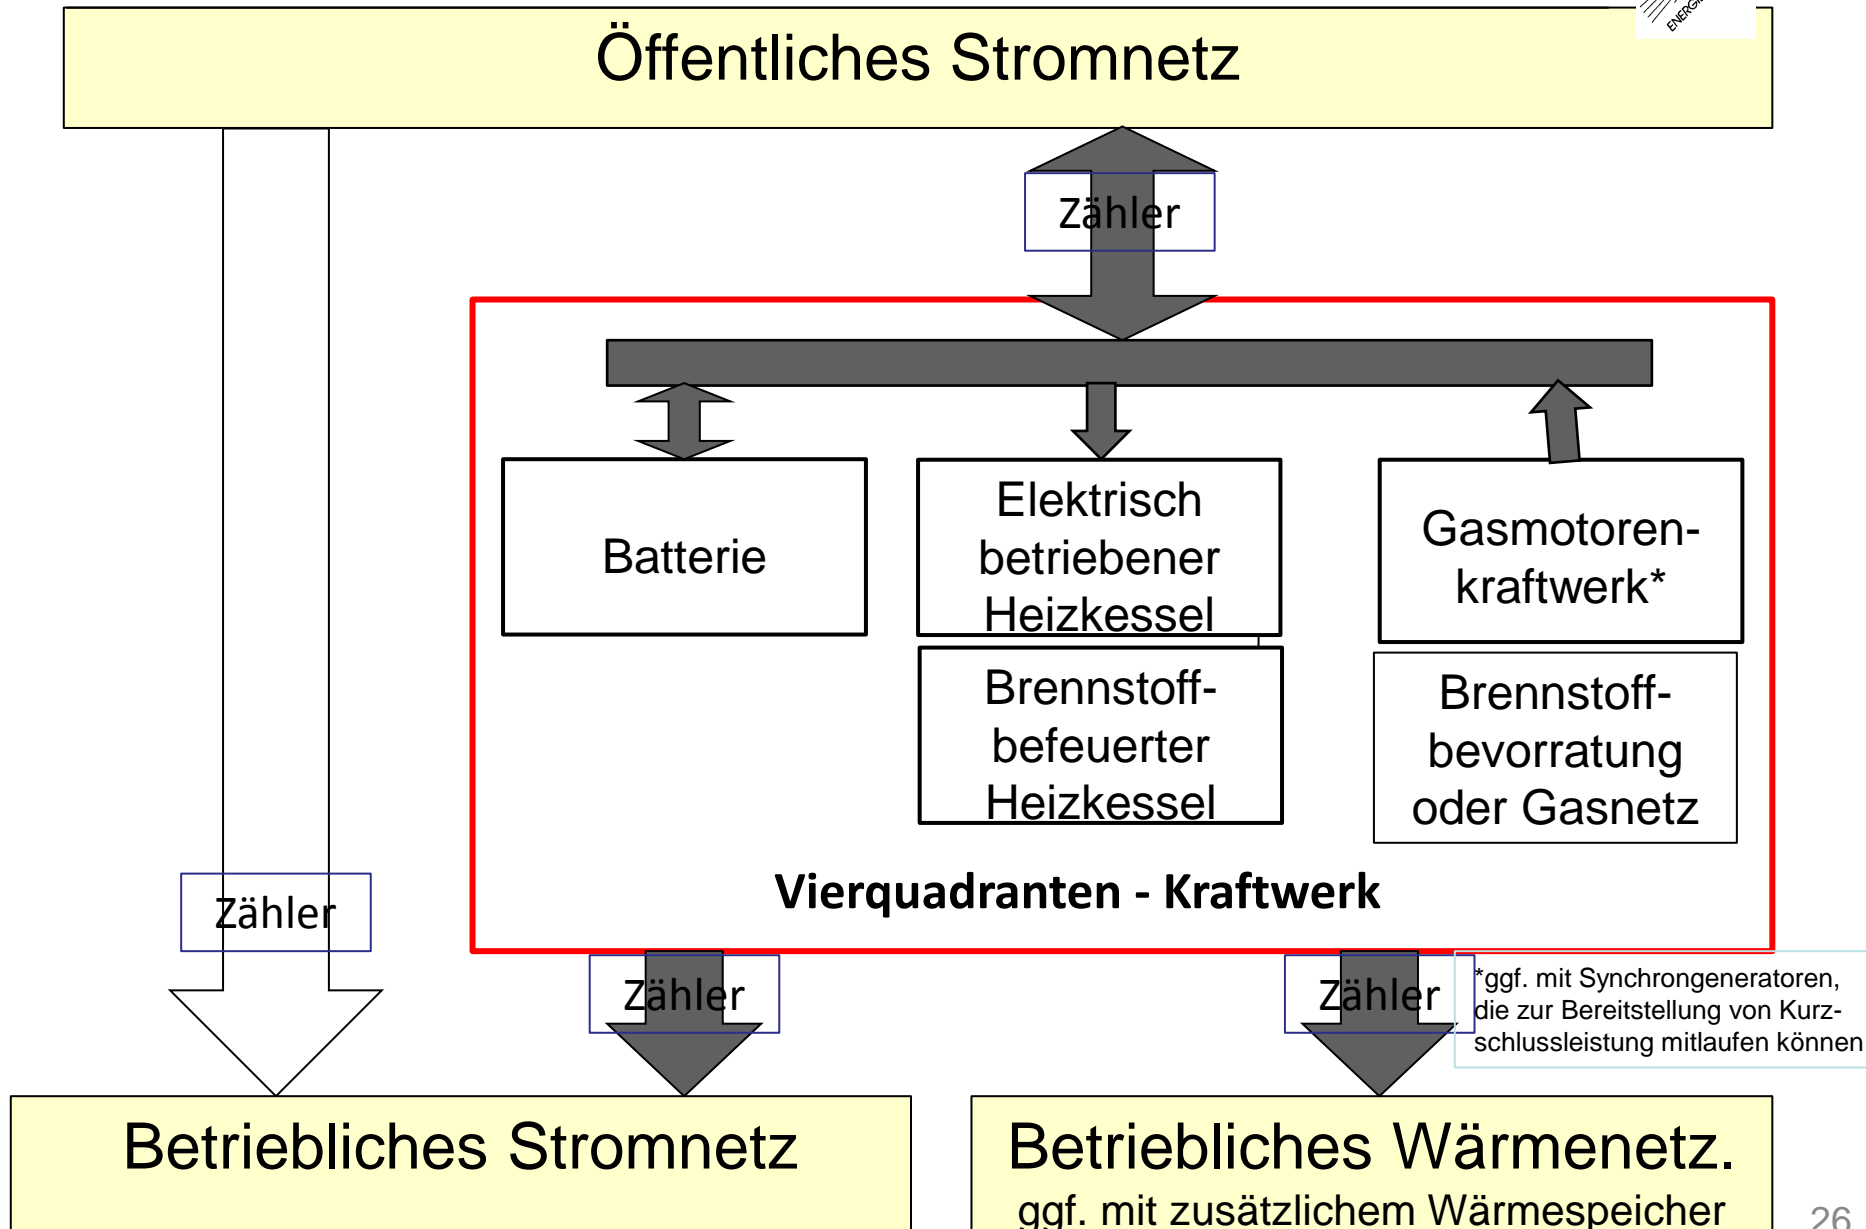 ENERGIE
Öffentliches Stromnetz
Zähler
Batterie
Elektrisch
betriebener
Heizkessel
Gasmotoren-
kraftwerk*
Brennstoff-
befeuerter
Heizkessel
Brennstoff-
bevorratung
oder Gasnetz
Vierquadranten - Kraftwerk
Zähler
Zähler
Zähler
*ggf. mit Synchrongeneratoren,
die zur Bereitstellung von Kurz-
schlussleistung mitlaufen können
Betriebliches Stromnetz
Betriebliches Wärmenetz.
ggf. mit zusätzlichem Wärmespeicher
26